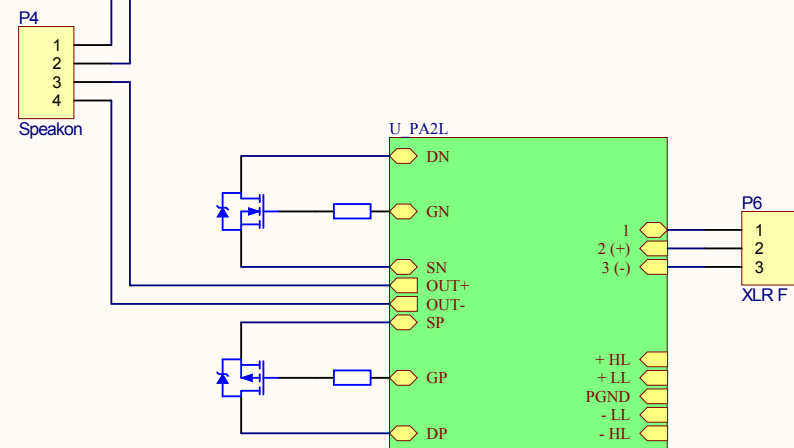 P4
1
2
3
4
Speakon
U_PA2L
DN
GN
SN
OUT+
OUT-
SP
GP
DP
1
2 (+)
3 (-)
+ HL
+ LL
PGND
- LL
- HL
P6
1
2
3
XLR F